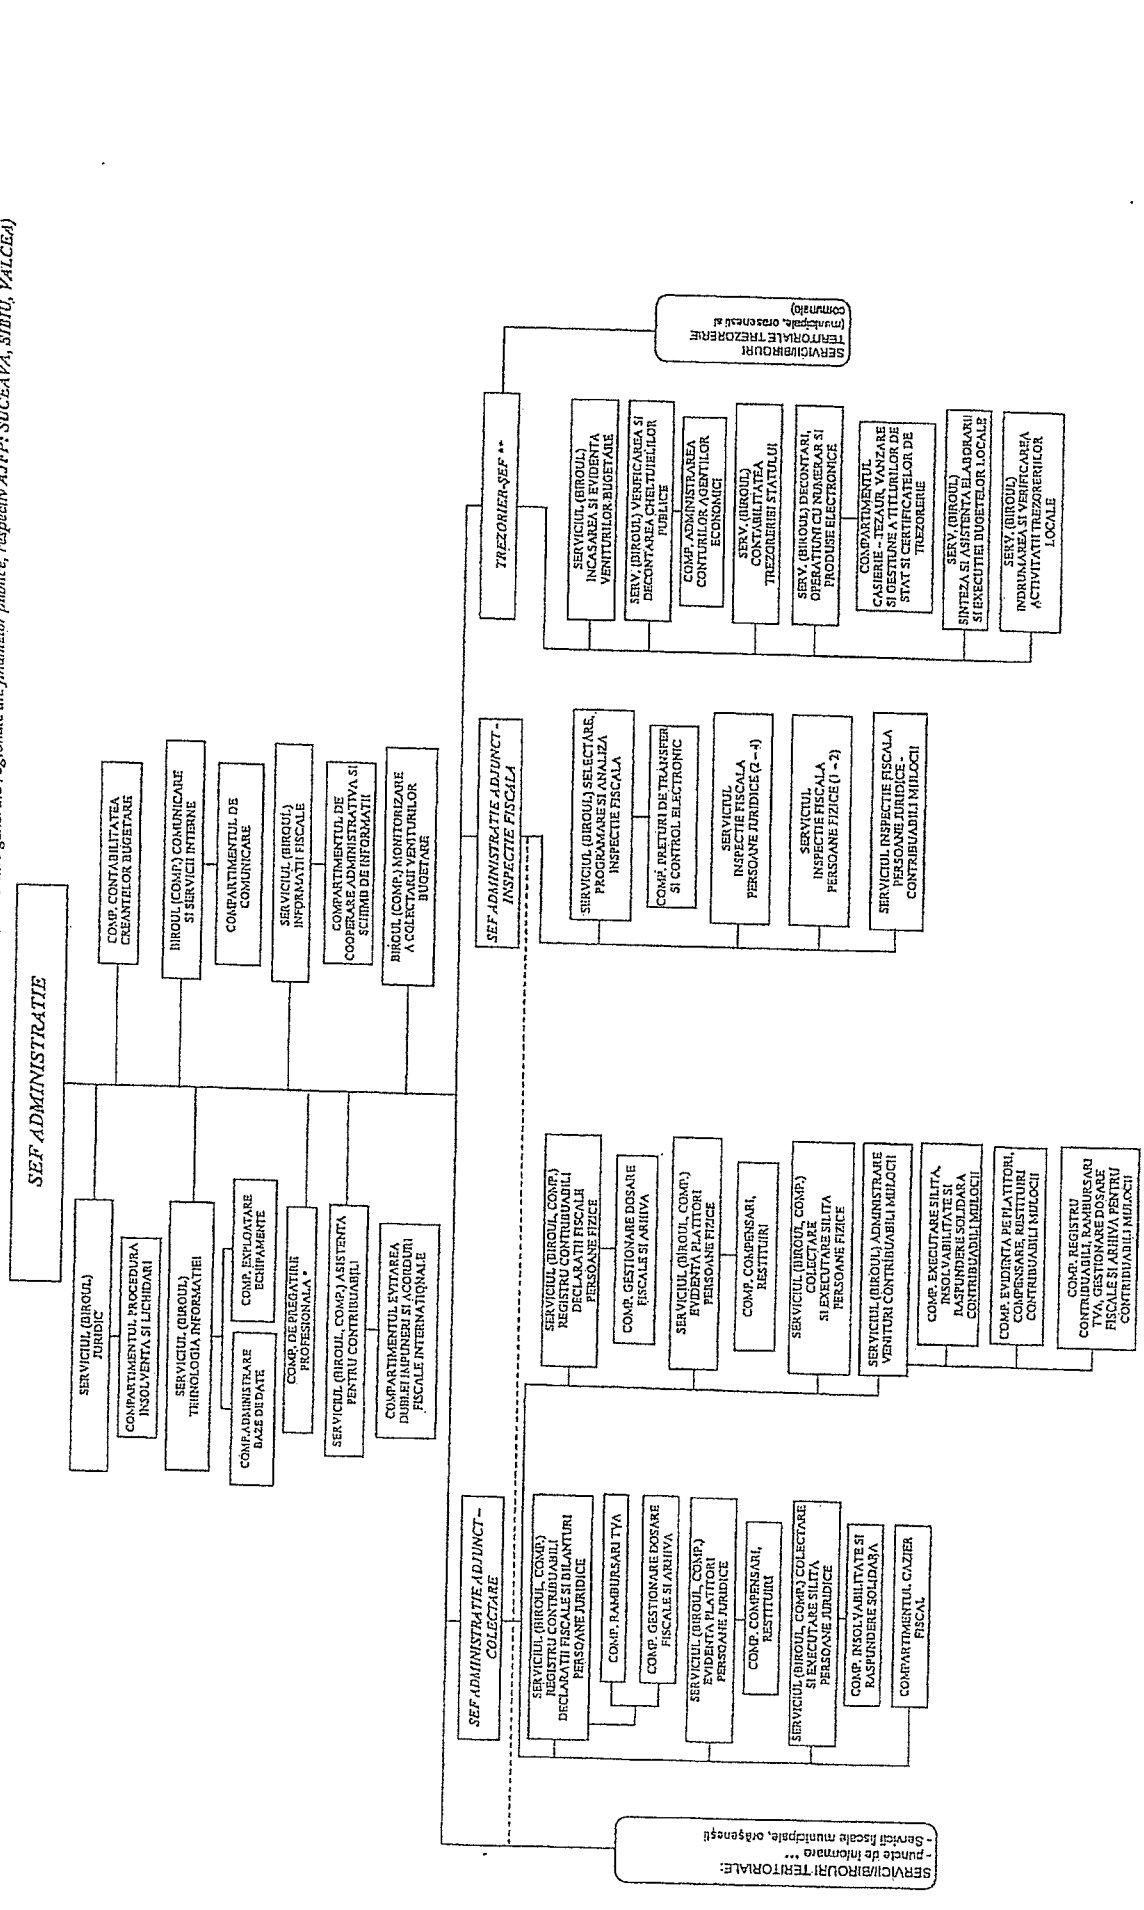 generale regionale ale finanțelor publice, respectiv AJFP: SUCEAVA, SIBIU, VALCEA)
SEF ADMINISTRATIE
SERVICIUL (BIROUL)
JURIDIC
COMPARTIMENTUL PROCEDURA
INSOLVENTA SI LICHIDARI
SERVICIUL (BIROUL)
TEHNOLOGIA INFORMATIEI
COMP.ADMINISTRARE
BAZE DE DATE
COMP. EXPLOATARE
ECHIPAMENTE
COMP. DE PREGATIRE
PROFESIONALA *
SERVICIUL (BIROUL, COMP.) ASISTENTA
PENTRU CONTRIBUABILI
COMPARTIMENTUL EVITAREA
DUBLEI IMPUNERI SI ACORDURI
FISCALE INTERNATIONALE
COMP. CONTABILITATEA
CREANTELOR BUGETARE
BIROUL (COMP.) COMUNICARE
SI SERVICII INTERNE
COMPARTIMENTUL DE
COMUNICARE
SERVICIUL (BIROUL)
INFORMATII FISCALE
COMPARTIMENTUL DE
COOPERARE ADMINISTRATIVA SI
SCHIMB DE INFORMATII
BIROUL (COMP.) MONITORIZARE
A COLECTARII VENITURILOR
BUGETARE
SERVICII/BIROURI TERITORIALE:
- puncte de informare ***
- Servicii fiscale municipale, orășenești
SEF ADMINISTRATIE ADJUNCT –
COLECTARE
SERVICIUL (BIROUL, COMP.)
REGISTRU CONTRIBUABILI
DECLARATII FISCALE SI BILANTURI
PERSOANE JURIDICE
COMP. RAMBURSARI TVA
COMP. GESTIONARE DOSARE
FISCALE SI ARHIVA
SERVICIUL (BIROUL, COMP.)
EVIDENTA PLATITORI
PERSOANE JURIDICE
COMP. COMPENSARI,
RESTITUIRI
SERVICIUL (BIROUL, COMP.) COLECTARE
SI EXECUTARE SILITA
PERSOANE JURIDICE
COMP. INSOLVABILITATE SI
RASPUNDERE SOLIDARA
COMPARTIMENTUL CAZIER
FISCAL
SERVICIUL (BIROUL, COMP.)
REGISTRU CONTRIBUABILI
DECLARATII FISCALE
PERSOANE FIZICE
COMP. GESTIONARE DOSARE
FISCALE SI ARHIVA
SERVICIUL (BIROUL, COMP.)
EVIDENTA PLATITORI
PERSOANE FIZICE
COMP. COMPENSARI,
RESTITUIRI
SERVICIUL (BIROUL, COMP.)
COLECTARE
SI EXECUTARE SILITA
PERSOANE FIZICE
SERVICIUL (BIROUL) ADMINISTRARE
VENITURI CONTRIBUABILI MIJLOCII
COMP. EXECUTARE SILITA,
INSOLVABILITATE SI
RASPUNDERE SOLIDARA
CONTRIBUABILI MIJLOCII
COMP. EVIDENTA PE PLATITORI,
COMPENSARE, RESTITUIRI
CONTRIBUABILI MIJLOCII
COMP. REGISTRU
CONTRIBUABILI, RAMBURSARI
TVA, GESTIONARE DOSARE
FISCALE SI ARHIVA PENTRU
CONTRIBUABILI MIJLOCII
SEF ADMINISTRATIE ADJUNCT –
INSPECTIE FISCALA
SERVICIUL (BIROUL) SELECTARE,
PROGRAMARE SI ANALIZA
INSPECTIE FISCALA
COMP. PRETURI DE TRANSFER
SI CONTROL ELECTRONIC
SERVICIUL
INSPECTIE FISCALA
PERSOANE JURIDICE (2 – 4)
SERVICIUL
INSPECTIE FISCALA
PERSOANE FIZICE (1 – 2)
SERVICIUL INSPECTIE FISCALA
PERSOANE JURIDICE –
CONTRIBUABILI MIJLOCII
TREZORIER-ȘEF **
SERVICIUL (BIROUL)
INCASAREA SI EVIDENTA
VENITURILOR BUGETARE
SERV. (BIROUL) VERIFICAREA SI
DECONTAREA CHELTUIELILOR
PUBLICE
COMP. ADMINISTRAREA
CONTURILOR AGENTILOR
ECONOMICI
SERV. (BIROUL)
CONTABILITATEA
TREZORERIEI STATULUI
SERV. (BIROUL) DECONTARI,
OPERATIUNI CU NUMERAR SI
PRODUSE ELECTRONICE
COMPARTIMENTUL
CASIERIE – TEZAUR, VANZARE
SI GESTIUNE A TITLURILOR DE
STAT SI CERTIFICATELOR DE
TREZORERIE
SERV. (BIROUL)
SINTEZA SI ASISTENTA ELABORARII
SI EXECUTIEI BUGETELOR LOCALE
SERV. (BIROUL)
INDRUMAREA SI VERIFICAREA
ACTIVITATII TREZORERIILOR
LOCALE
SERVICII/BIROURI
TERITORIALE TREZORERIE
(municipale, orasenesti si
comunale)